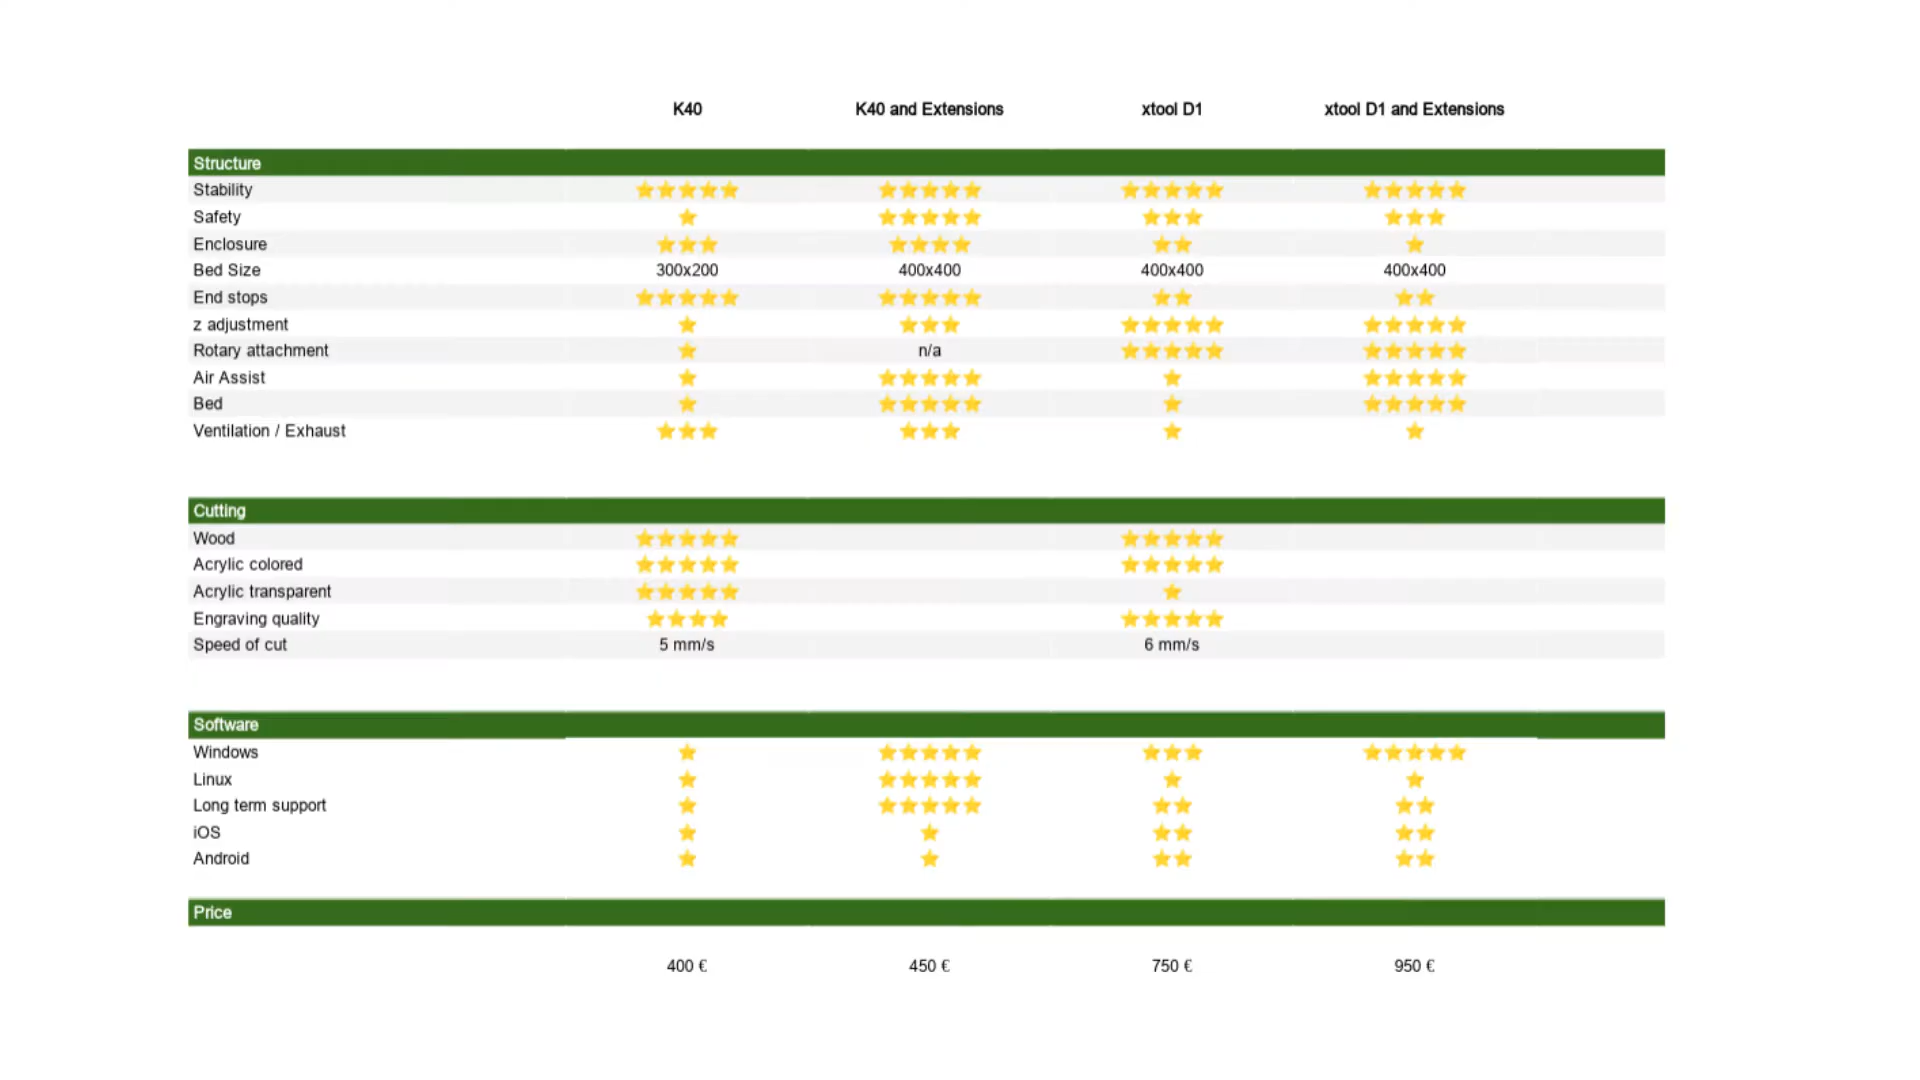 K40 K40 and Extensions xtool D1 xtool D1 and Extensions
Structure
Stability
Safety
Enclosure
Bed Size 300x200 400x400 400x400 400x400
End stops
z adjustment
Rotary attachment n/a
Air Assist
Bed
Ventilation / Exhaust
Cutting
Wood
Acrylic colored
Acrylic transparent
Engraving quality
Speed of cut 5 mm/s 6 mm/s
Software
Windows
Linux
Long term support
iOS
Android
Price
400 € 450 € 750 € 950 €